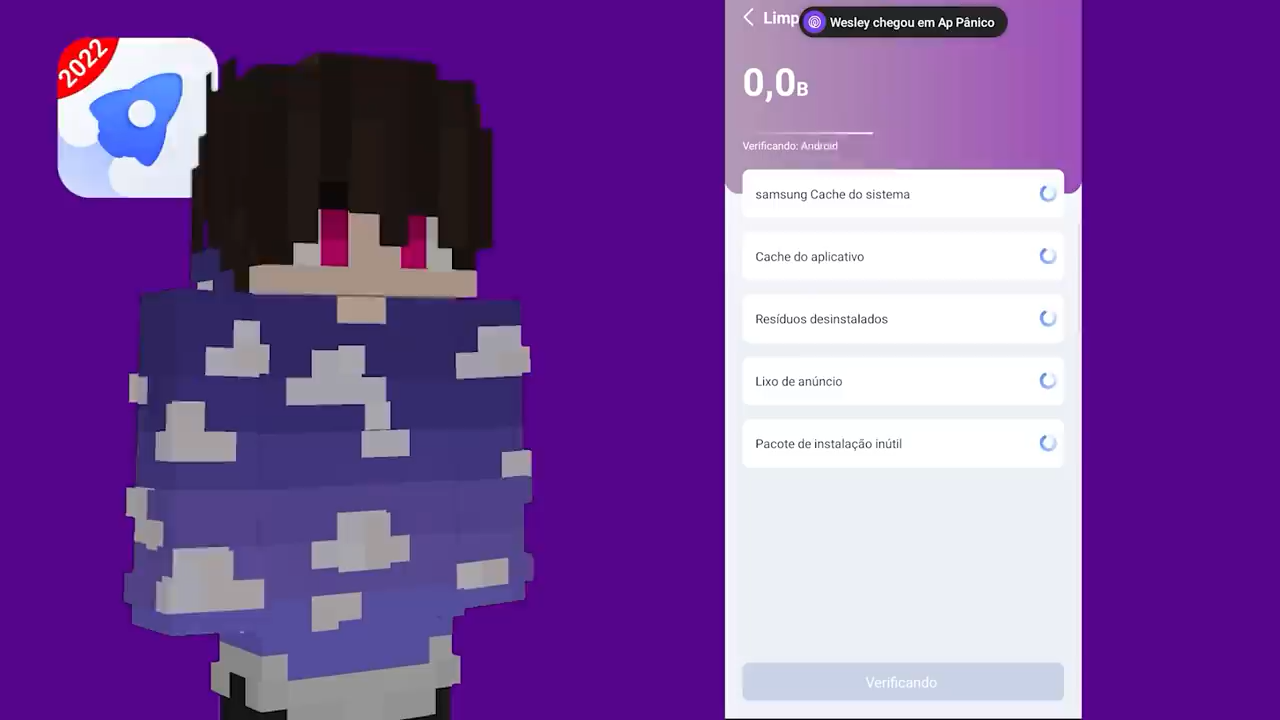 2022
Limp
Wesley chegou em Ap Pânico
0,0B
Verificando: Android
samsung Cache do sistema
Cache do aplicativo
Resíduos desinstalados
Lixo de anúncio
Pacote de instalação inútil
Verificando